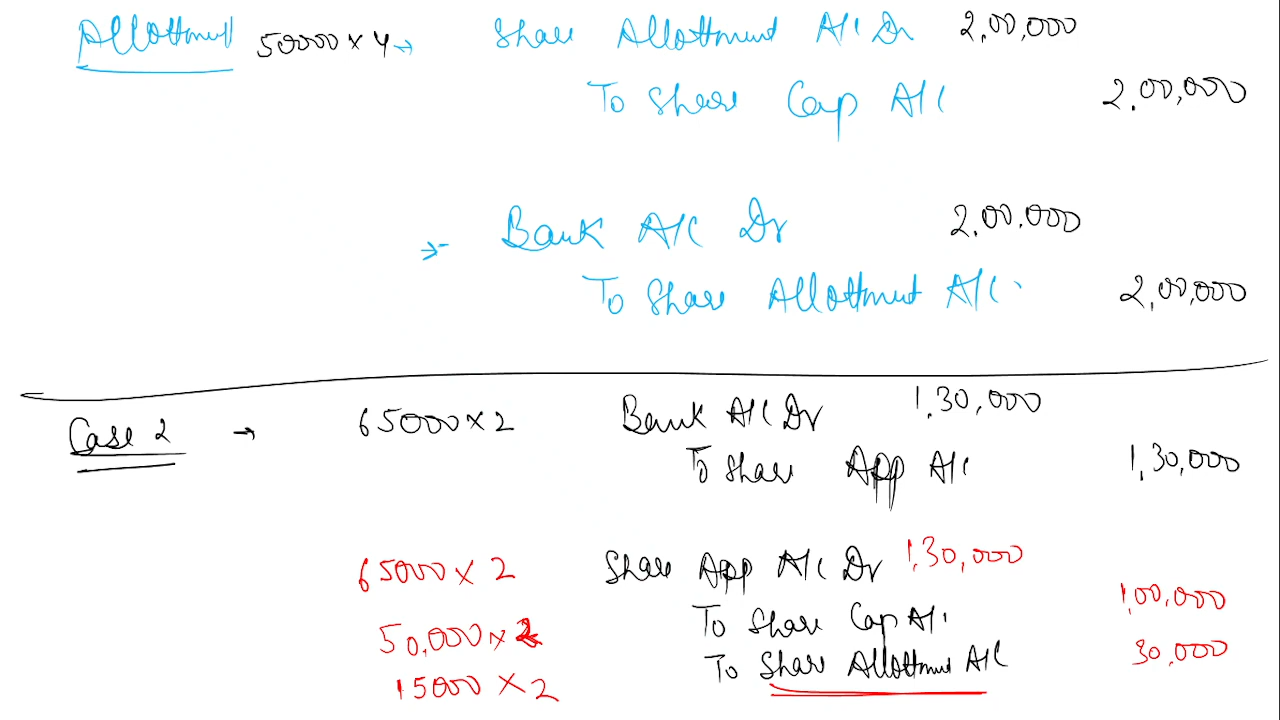 Allotment 50000 × 4 → Share Allotment A/C Dr 2,00,000
To Share Cap A/C 2,00,000
→ Bank A/C Dr 2,00,000
To Share Allotment A/C 2,00,000
Case 2 → 65000 × 2 Bank A/C Dr 1,30,000
To Share App A/C 1,30,000
65000 × 2 Share App A/C Dr 1,30,000
1,00,000
50,000 × 2 To Share Cap A/C
15000 × 2 To Share Allotment A/C 30,000